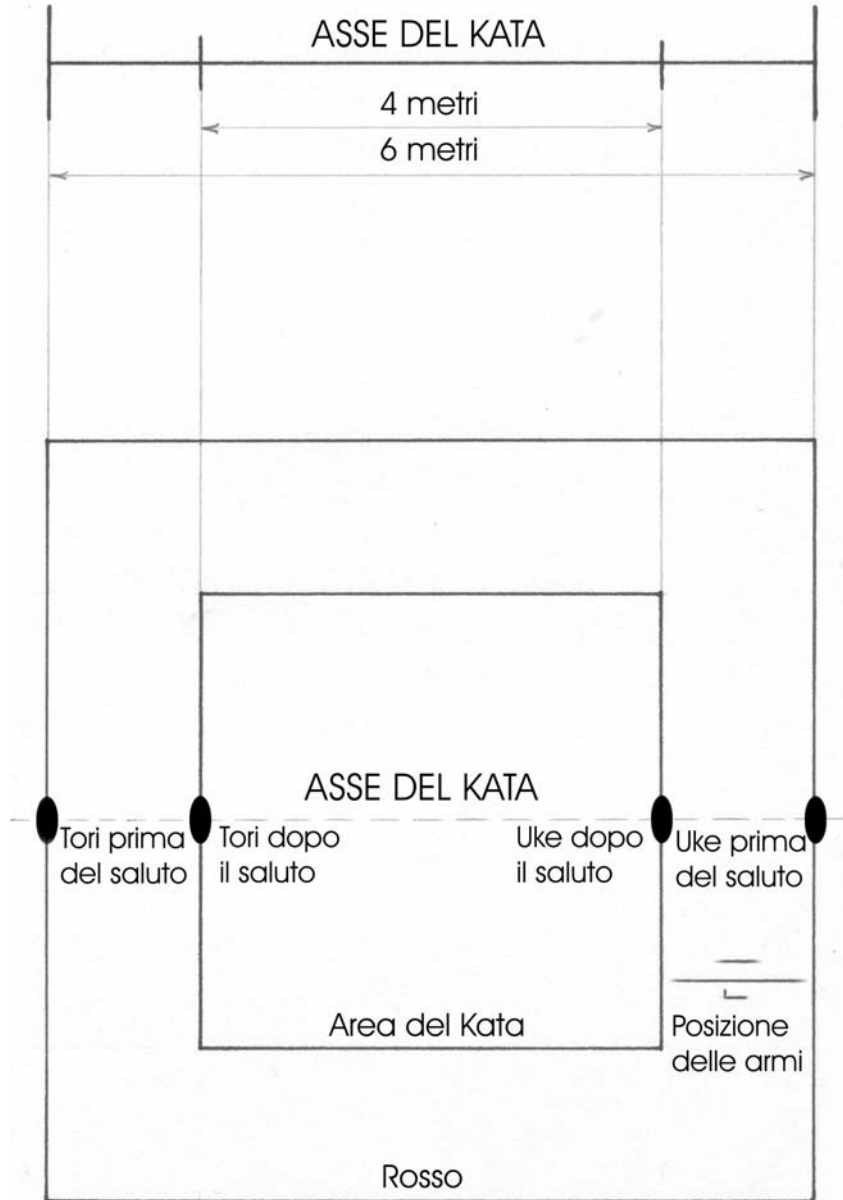 ASSE DEL KATA
4 metri
6 metri
ASSE DEL KATA
Tori prima
del saluto
Tori dopo
il saluto
Uke dopo
il saluto
Uke prima
del saluto
Area del Kata
Posizione
delle armi
Rosso